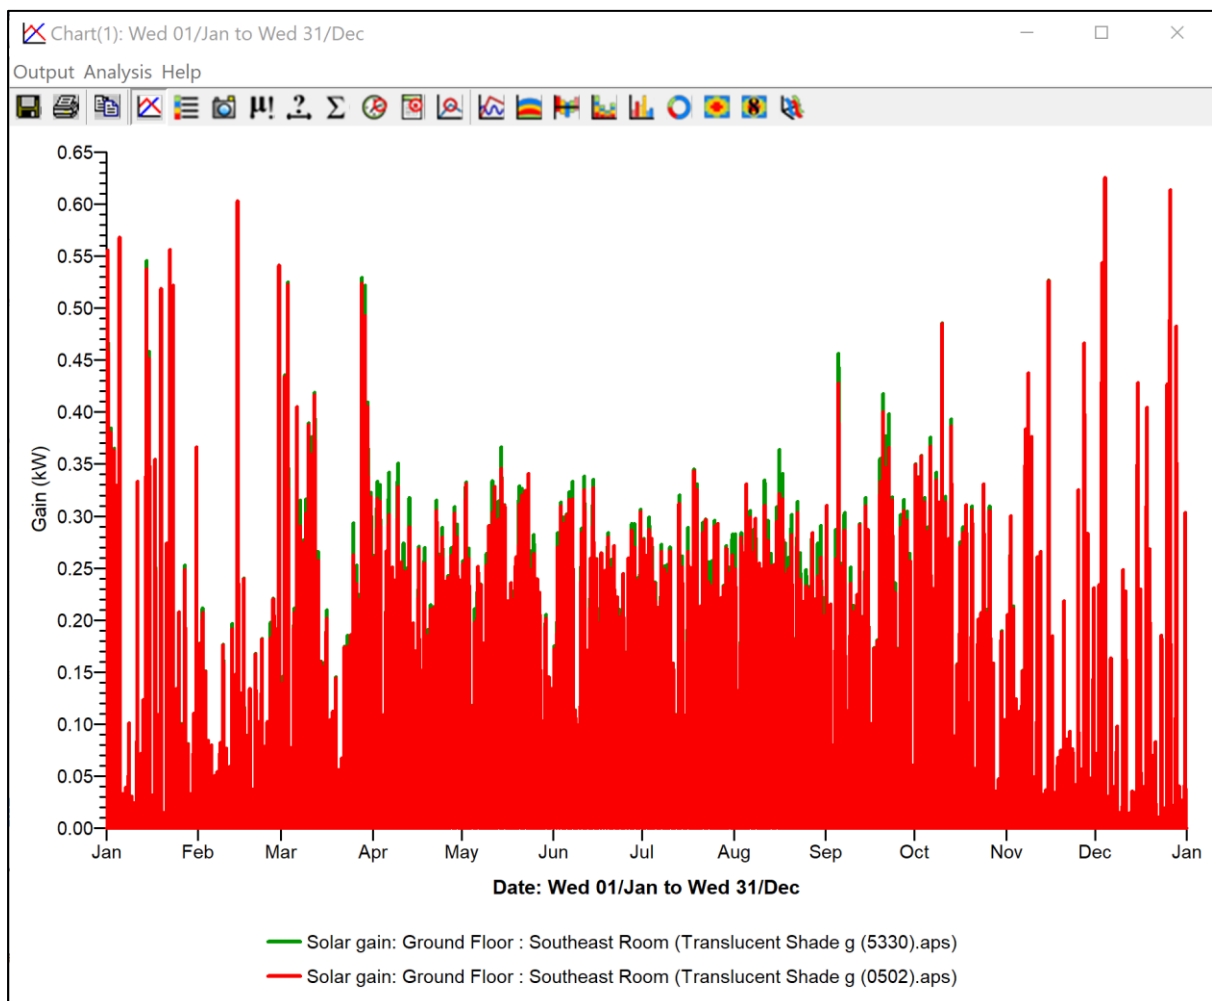 Chart(1): Wed 01/Jan to Wed 31/Dec
Output Analysis Help
μ! ? Σ 8
0.65
0.60
0.55
0.50
0.45
0.40
0.35
0.30
0.25
0.20
0.15
0.10
0.05
0.00
Gain (kW)
Jan Feb Mar Apr May Jun Jul Aug Sep Oct Nov Dec Jan
Date: Wed 01/Jan to Wed 31/Dec
Solar gain: Ground Floor : Southeast Room (Translucent Shade g (5330).aps)
Solar gain: Ground Floor : Southeast Room (Translucent Shade g (0502).aps)